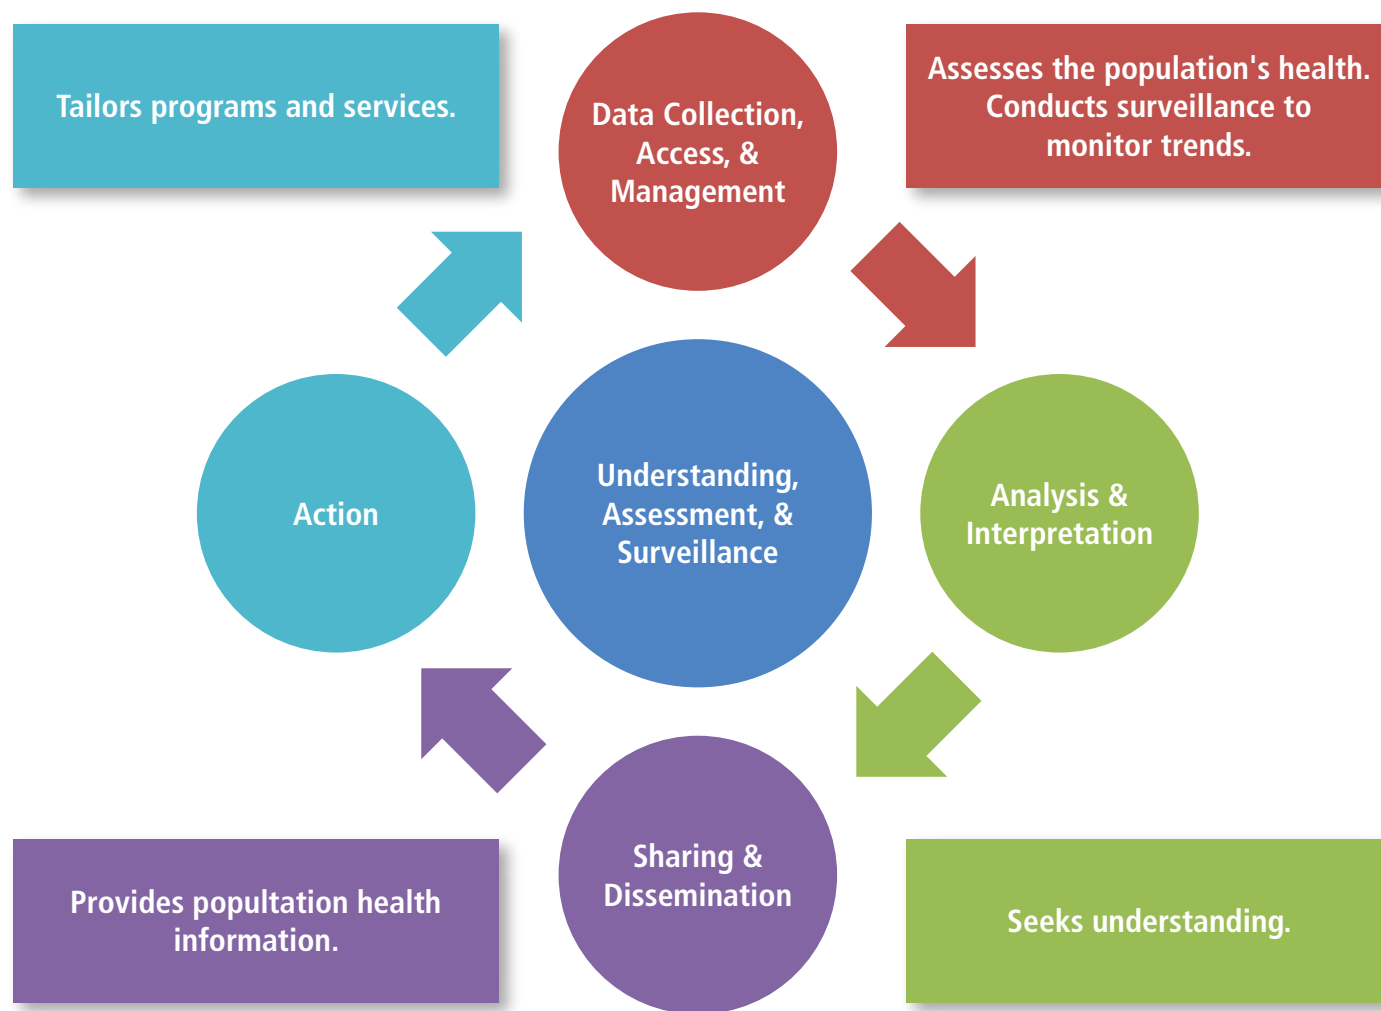 Tailors programs and services.
Data Collection,
Access, &
Management
Assesses the population's health.
Conducts surveillance to
monitor trends.
Action
Understanding,
Assessment, &
Surveillance
Analysis &
Interpretation
Provides popultation health
information.
Sharing &
Dissemination
Seeks understanding.